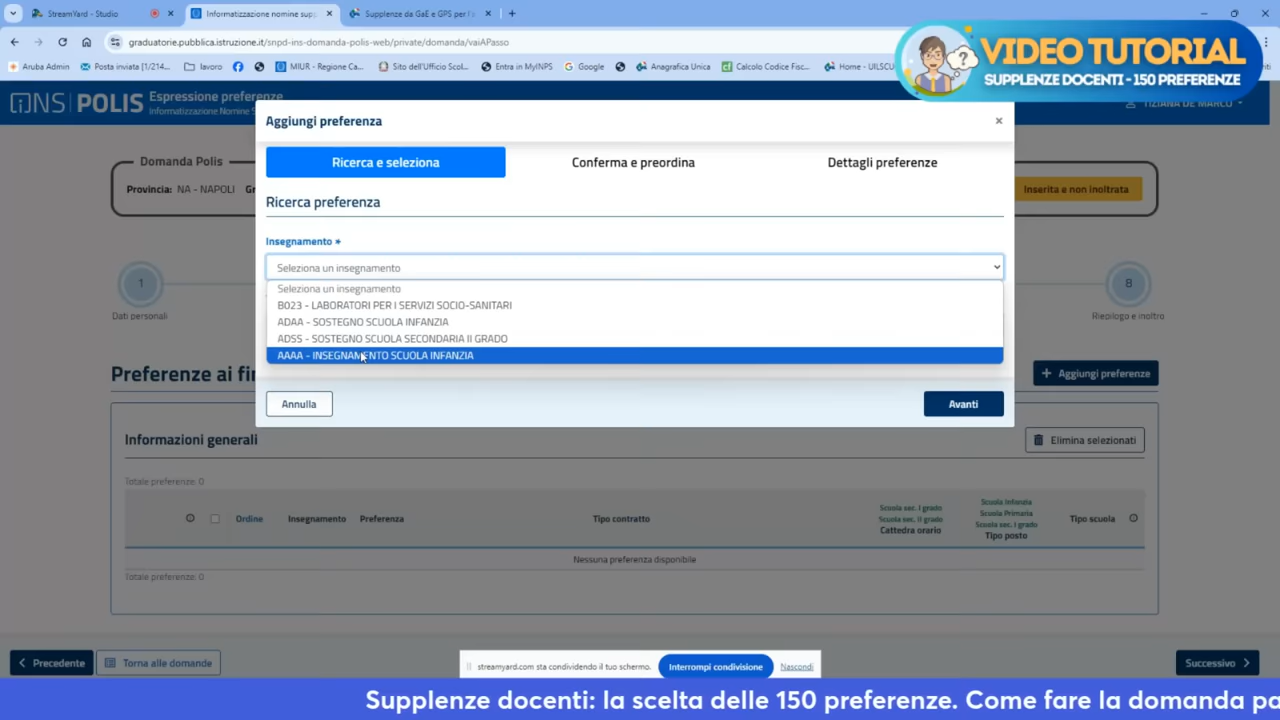 StreamYard - Studio
Informatizzazione nomine supp
Supplenze da GaE e GPS per l'
graduatorie.pubblica.istruzione.it/snpd-ins-domanda-polis-web/private/domanda/vaiAPasso
Aruba Admin
Posta inviata [1/214...
lavoro
MIUR - Regione Ca...
Sito dell'Ufficio Scol...
Entra in MyINPS
Google
Anagrafica Unica
Calcolo Codice Fisc...
Home - UILSCU
VIDEO TUTORIAL
SUPPLENZE DOCENTI - 150 PREFERENZE
INS | POLIS
Espressione preferenze
Informatizzazione Nomine S
TIZIANA DE MARCO
Aggiungi preferenza
×
Domanda Polis
Ricerca e seleziona
Conferma e preordina
Dettagli preferenze
Provincia: NA - NAPOLI
Inserita e non inoltrata
Ricerca preferenza
Insegnamento *
Seleziona un insegnamento
Seleziona un insegnamento
B023 - LABORATORI PER I SERVIZI SOCIO-SANITARI
ADAA - SOSTEGNO SCUOLA INFANZIA
ADSS - SOSTEGNO SCUOLA SECONDARIA II GRADO
AAAA - INSEGNAMENTO SCUOLA INFANZIA
1
Dati personali
8
Riepilogo e inoltro
Preferenze ai fi
+ Aggiungi preferenze
Annulla
Avanti
Informazioni generali
Elimina selezionati
Totale preferenze: 0
Ordine
Insegnamento
Preferenza
Tipo contratto
Scuola sec. I grado
Scuola sec. II grado
Cattedra orario
Scuola Infanzia
Scuola Primaria
Scuola sec. I grado
Tipo posto
Tipo scuola
Nessuna preferenza disponibile
Totale preferenze: 0
Precedente
Torna alle domande
streamyard.com sta condividendo il tuo schermo.
Interrompi condivisione
Nascondi
Successivo
Supplenze docenti: la scelta delle 150 preferenze. Come fare la domanda pa